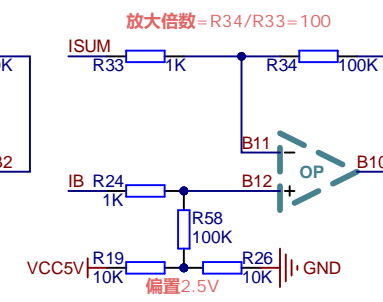 放大倍数=R34/R33=100
ISUM
R33 1K R34 100K
K
B11
OP
B2
B10
IB R24 B12
1K
R58
100K
VCC5V R19 R26 GND
10K 10K
偏置2.5V